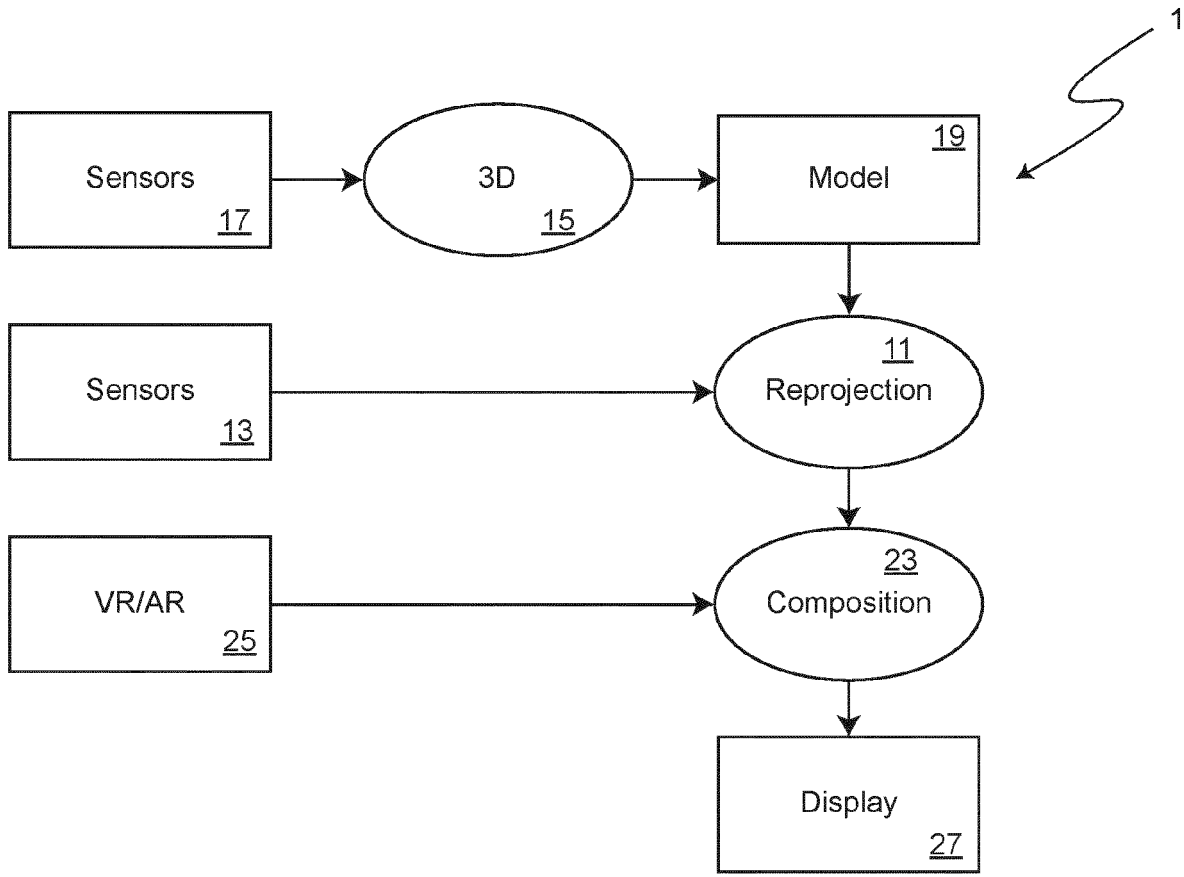 1
Sensors
17
3D
15
19
Model
Sensors
13
11
Reprojection
VR/AR
25
23
Composition
Display
27